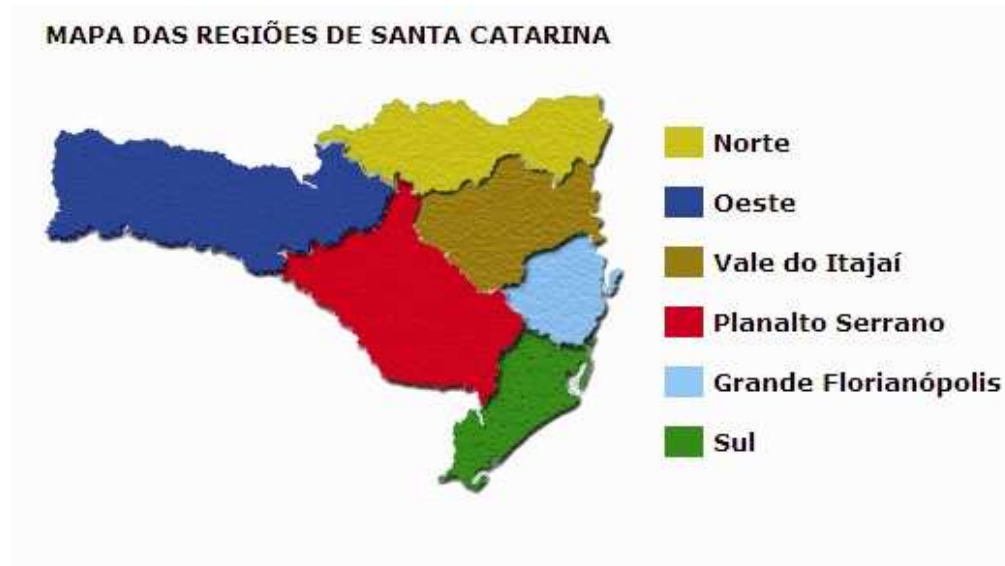 MAPA DAS REGIÕES DE SANTA CATARINA
Norte
Oeste
Vale do Itajaí
Planalto Serrano
Grande Florianópolis
Sul